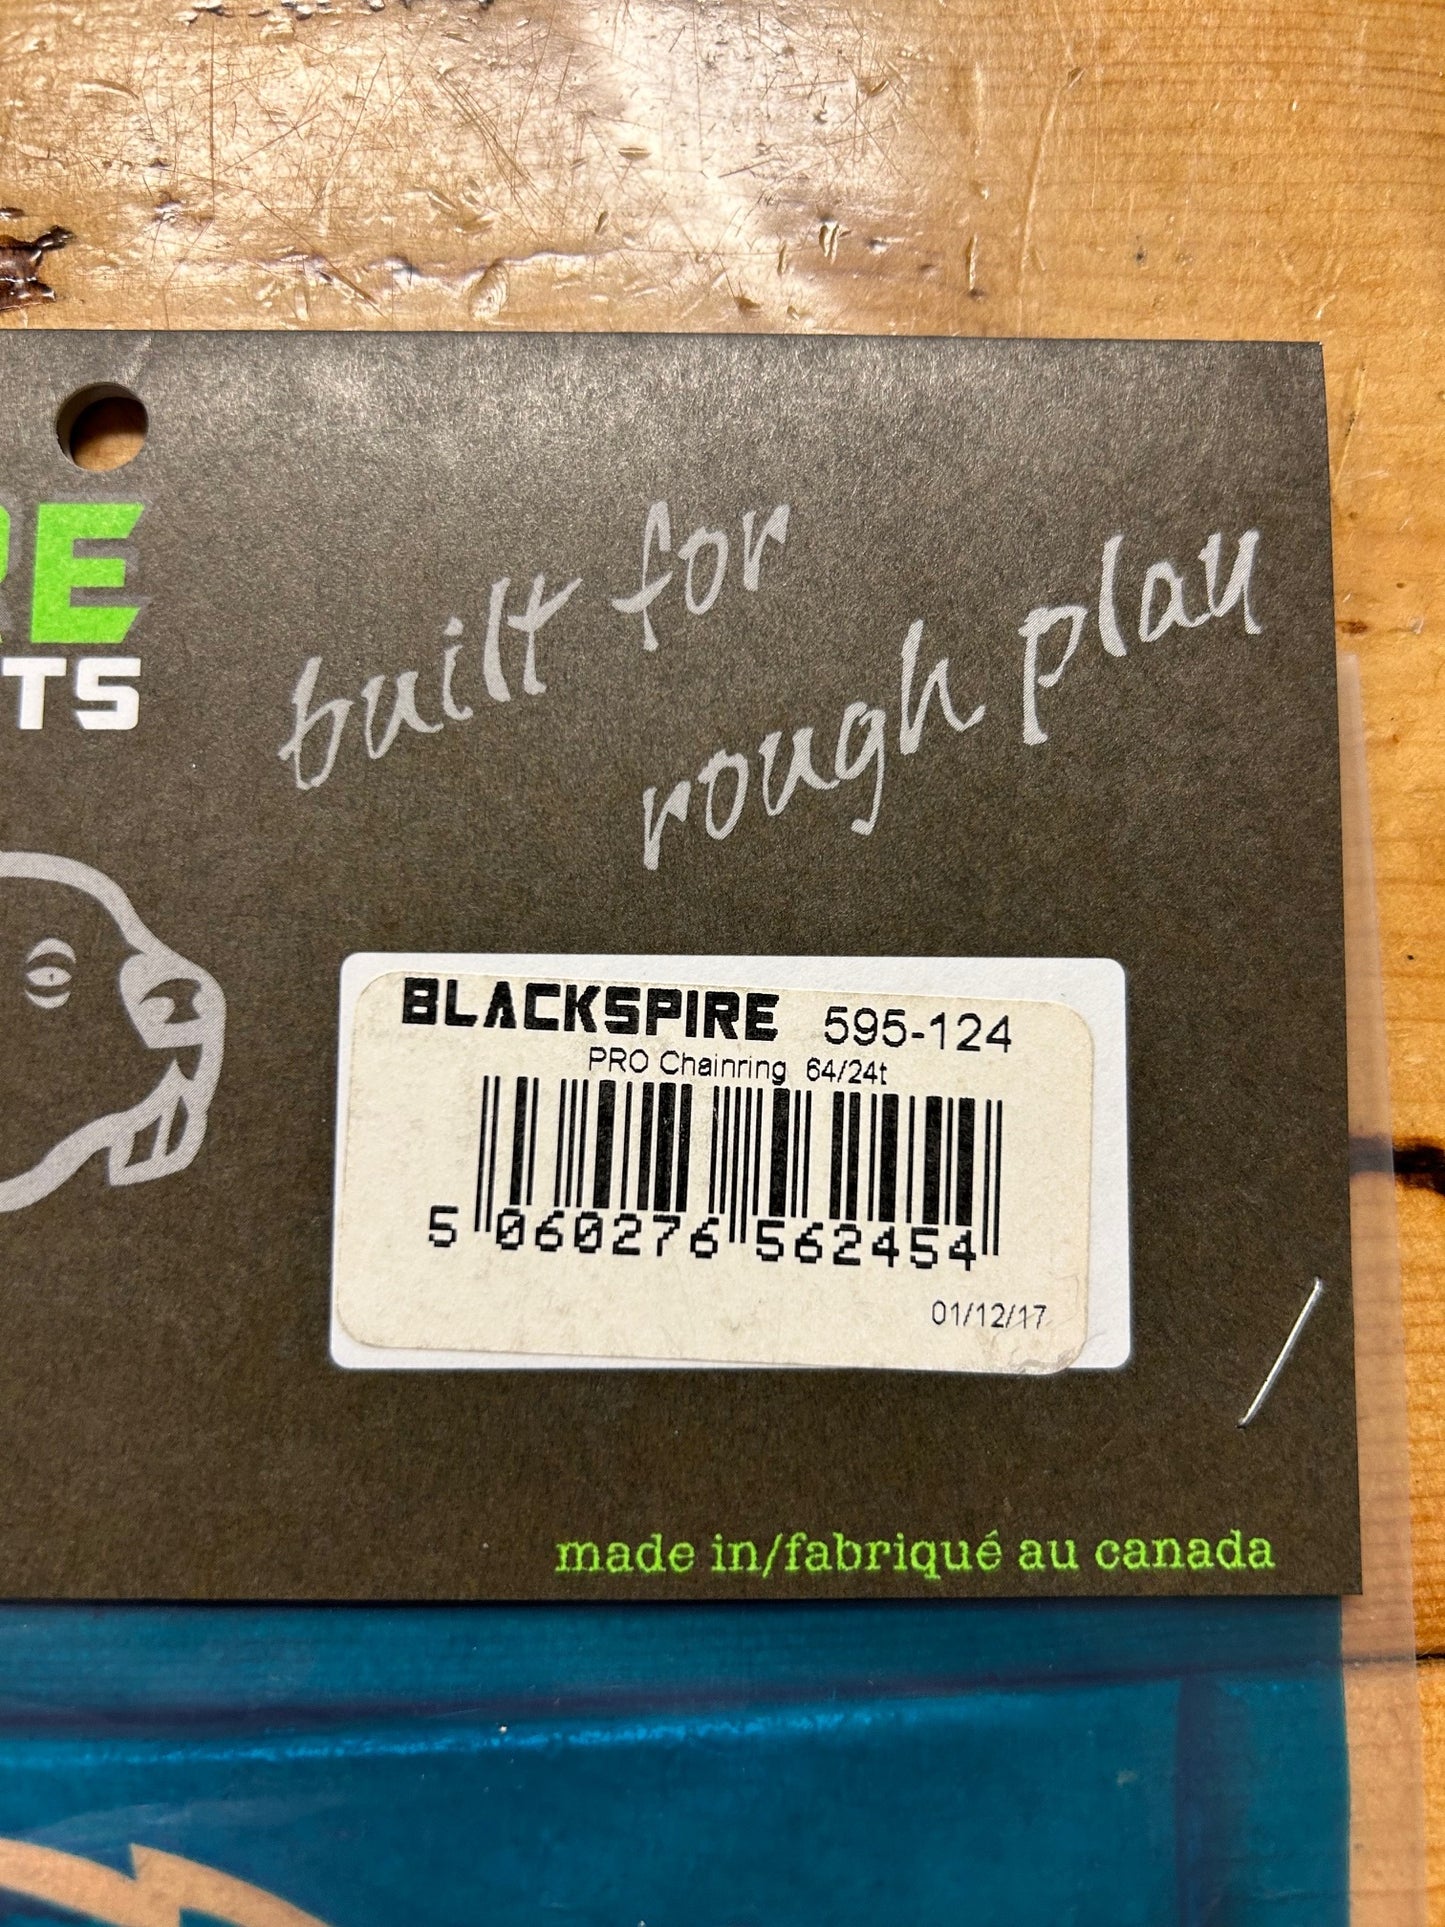 RE
TS
built for
rough play
BLACKSPIRE 595-124
PRO Chainring 64/24t
5 060276 562454
01/12/17
made in/fabriqué au canada